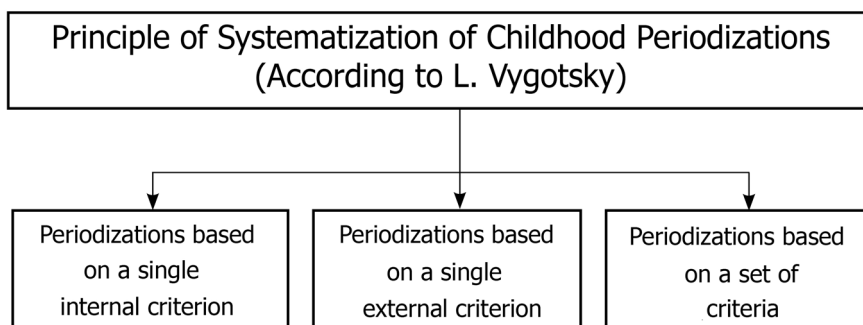 Principle of Systematization of Childhood Periodizations
(According to L. Vygotsky)
Periodizations based
on a single
internal criterion
Periodizations based
on a single
external criterion
Periodizations based
on a set of
criteria